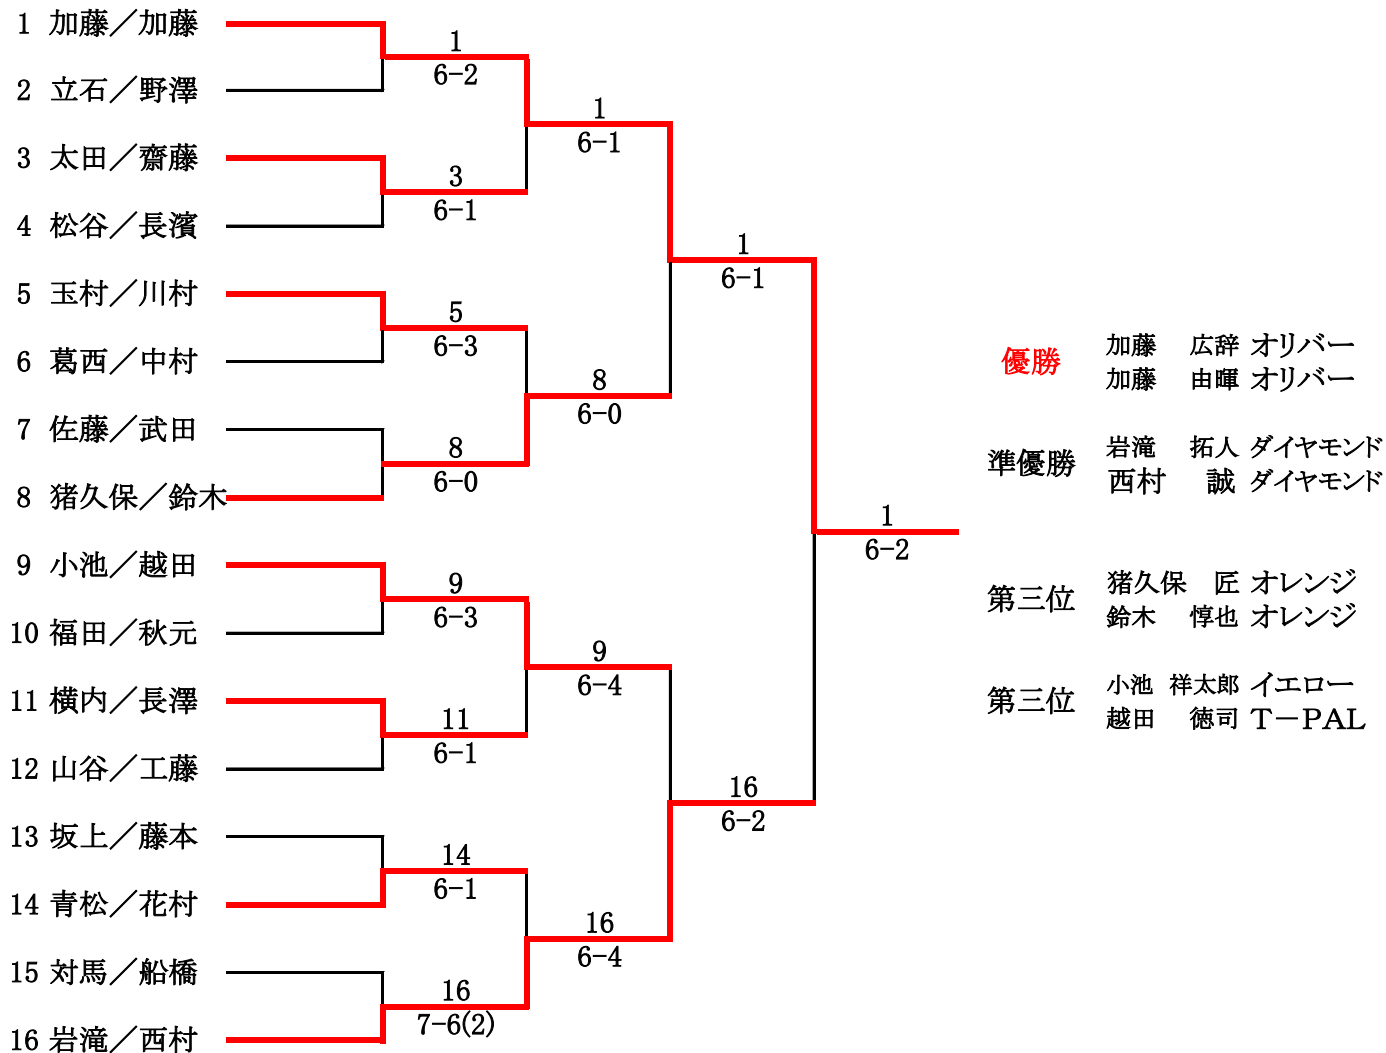 1 加藤／加藤
2 立石／野澤
3 太田／齋藤
4 松谷／長濱
5 玉村／川村
6 葛西／中村
7 佐藤／武田
8 猪久保／鈴木
9 小池／越田
10 福田／秋元
11 横内／長澤
12 山谷／工藤
13 坂上／藤本
14 青松／花村
15 対馬／船橋
16 岩滝／西村
1
6-2
3
6-1
5
6-3
8
6-0
9
6-3
11
6-1
14
6-1
16
7-6(2)
1
6-1
8
6-0
9
6-4
16
6-4
1
6-1
16
6-2
1
6-2
優勝
加藤 広辞 オリバー
加藤 由暉 オリバー
準優勝
岩滝 拓人 ダイヤモンド
西村 誠 ダイヤモンド
第三位
猪久保 匠 オレンジ
鈴木 惇也 オレンジ
第三位
小池 祥太郎 イエロー
越田 徳司 Ｔ－ＰＡＬ